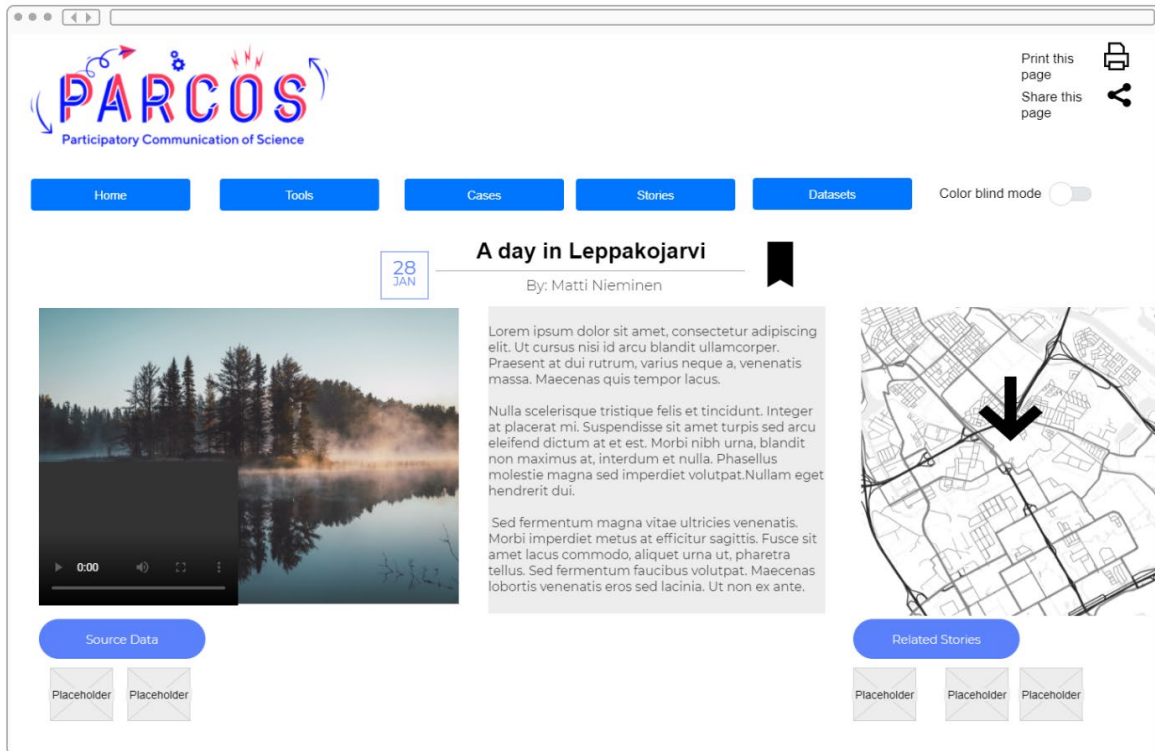 PARCOS
Participatory Communication of Science
Print this
page
Share this
page
Home
Tools
Cases
Stories
Datasets
Color blind mode
28
JAN
A day in Leppakojarvi
By: Matti Nieminen
Lorem ipsum dolor sit amet, consectetur adipiscing
elit. Ut cursus nisi id arcu blandit ullamcorper.
Praesent at dui rutrum, varius neque a, venenatis
massa. Maecenas quis tempor lacus.
Nulla scelerisque tristique felis et tincidunt. Integer
at placerat mi. Suspendisse sit amet turpis sed arcu
eleifend dictum at et est. Morbi nibh urna, blandit
non maximus at, interdum et nulla. Phasellus
molestie magna sed imperdiet volutpat.Nullam eget
hendrerit dui.
Sed fermentum magna vitae ultricies venenatis.
Morbi imperdiet metus at efficitur sagittis. Fusce sit
amet lacus commodo, aliquet urna ut, pharetra
tellus. Sed fermentum faucibus volutpat. Maecenas
lobortis venenatis eros sed lacinia. Ut non ex ante.
0:00
Source Data
Placeholder
Placeholder
Related Stories
Placeholder
Placeholder
Placeholder